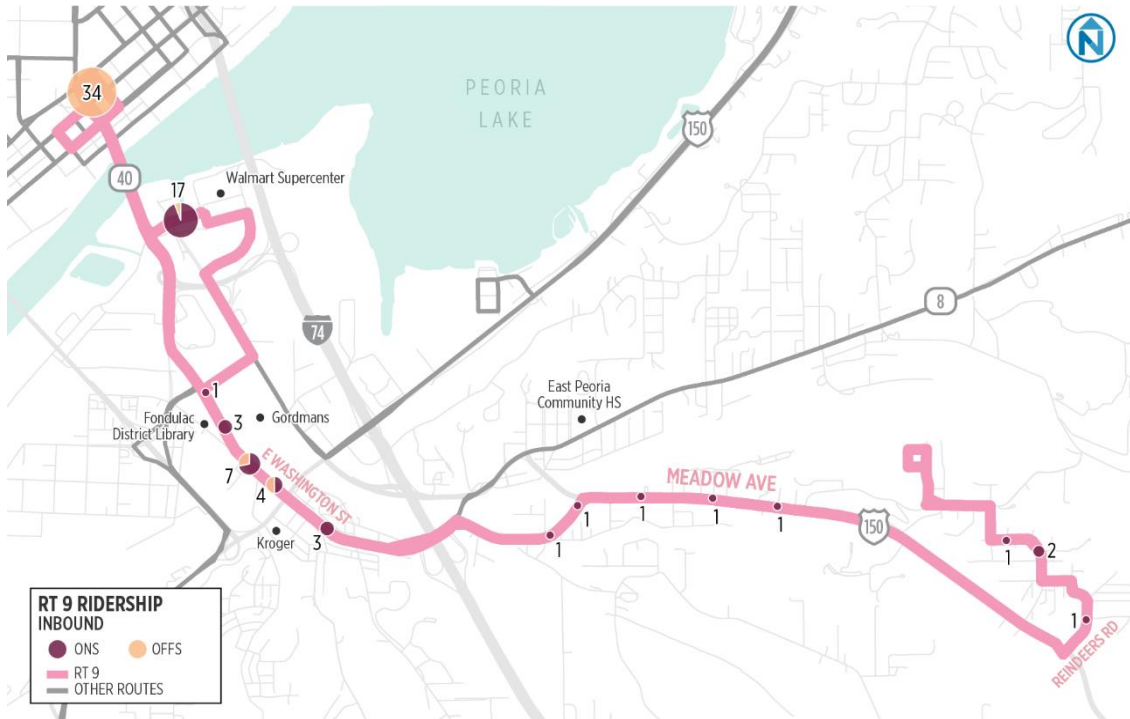 N
34
PEORIA
LAKE
150
40
17
Walmart Supercenter
8
74
1
East Peoria
Community HS
Fondulac
District Library
3
Gordmans
7
E WASHINGTON ST
4
MEADOW AVE
1
1
1
1
150
Kroger
3
1
1
2
1
REINDEERS RD
RT 9 RIDERSHIP
INBOUND
ONS
OFFS
RT 9
OTHER ROUTES